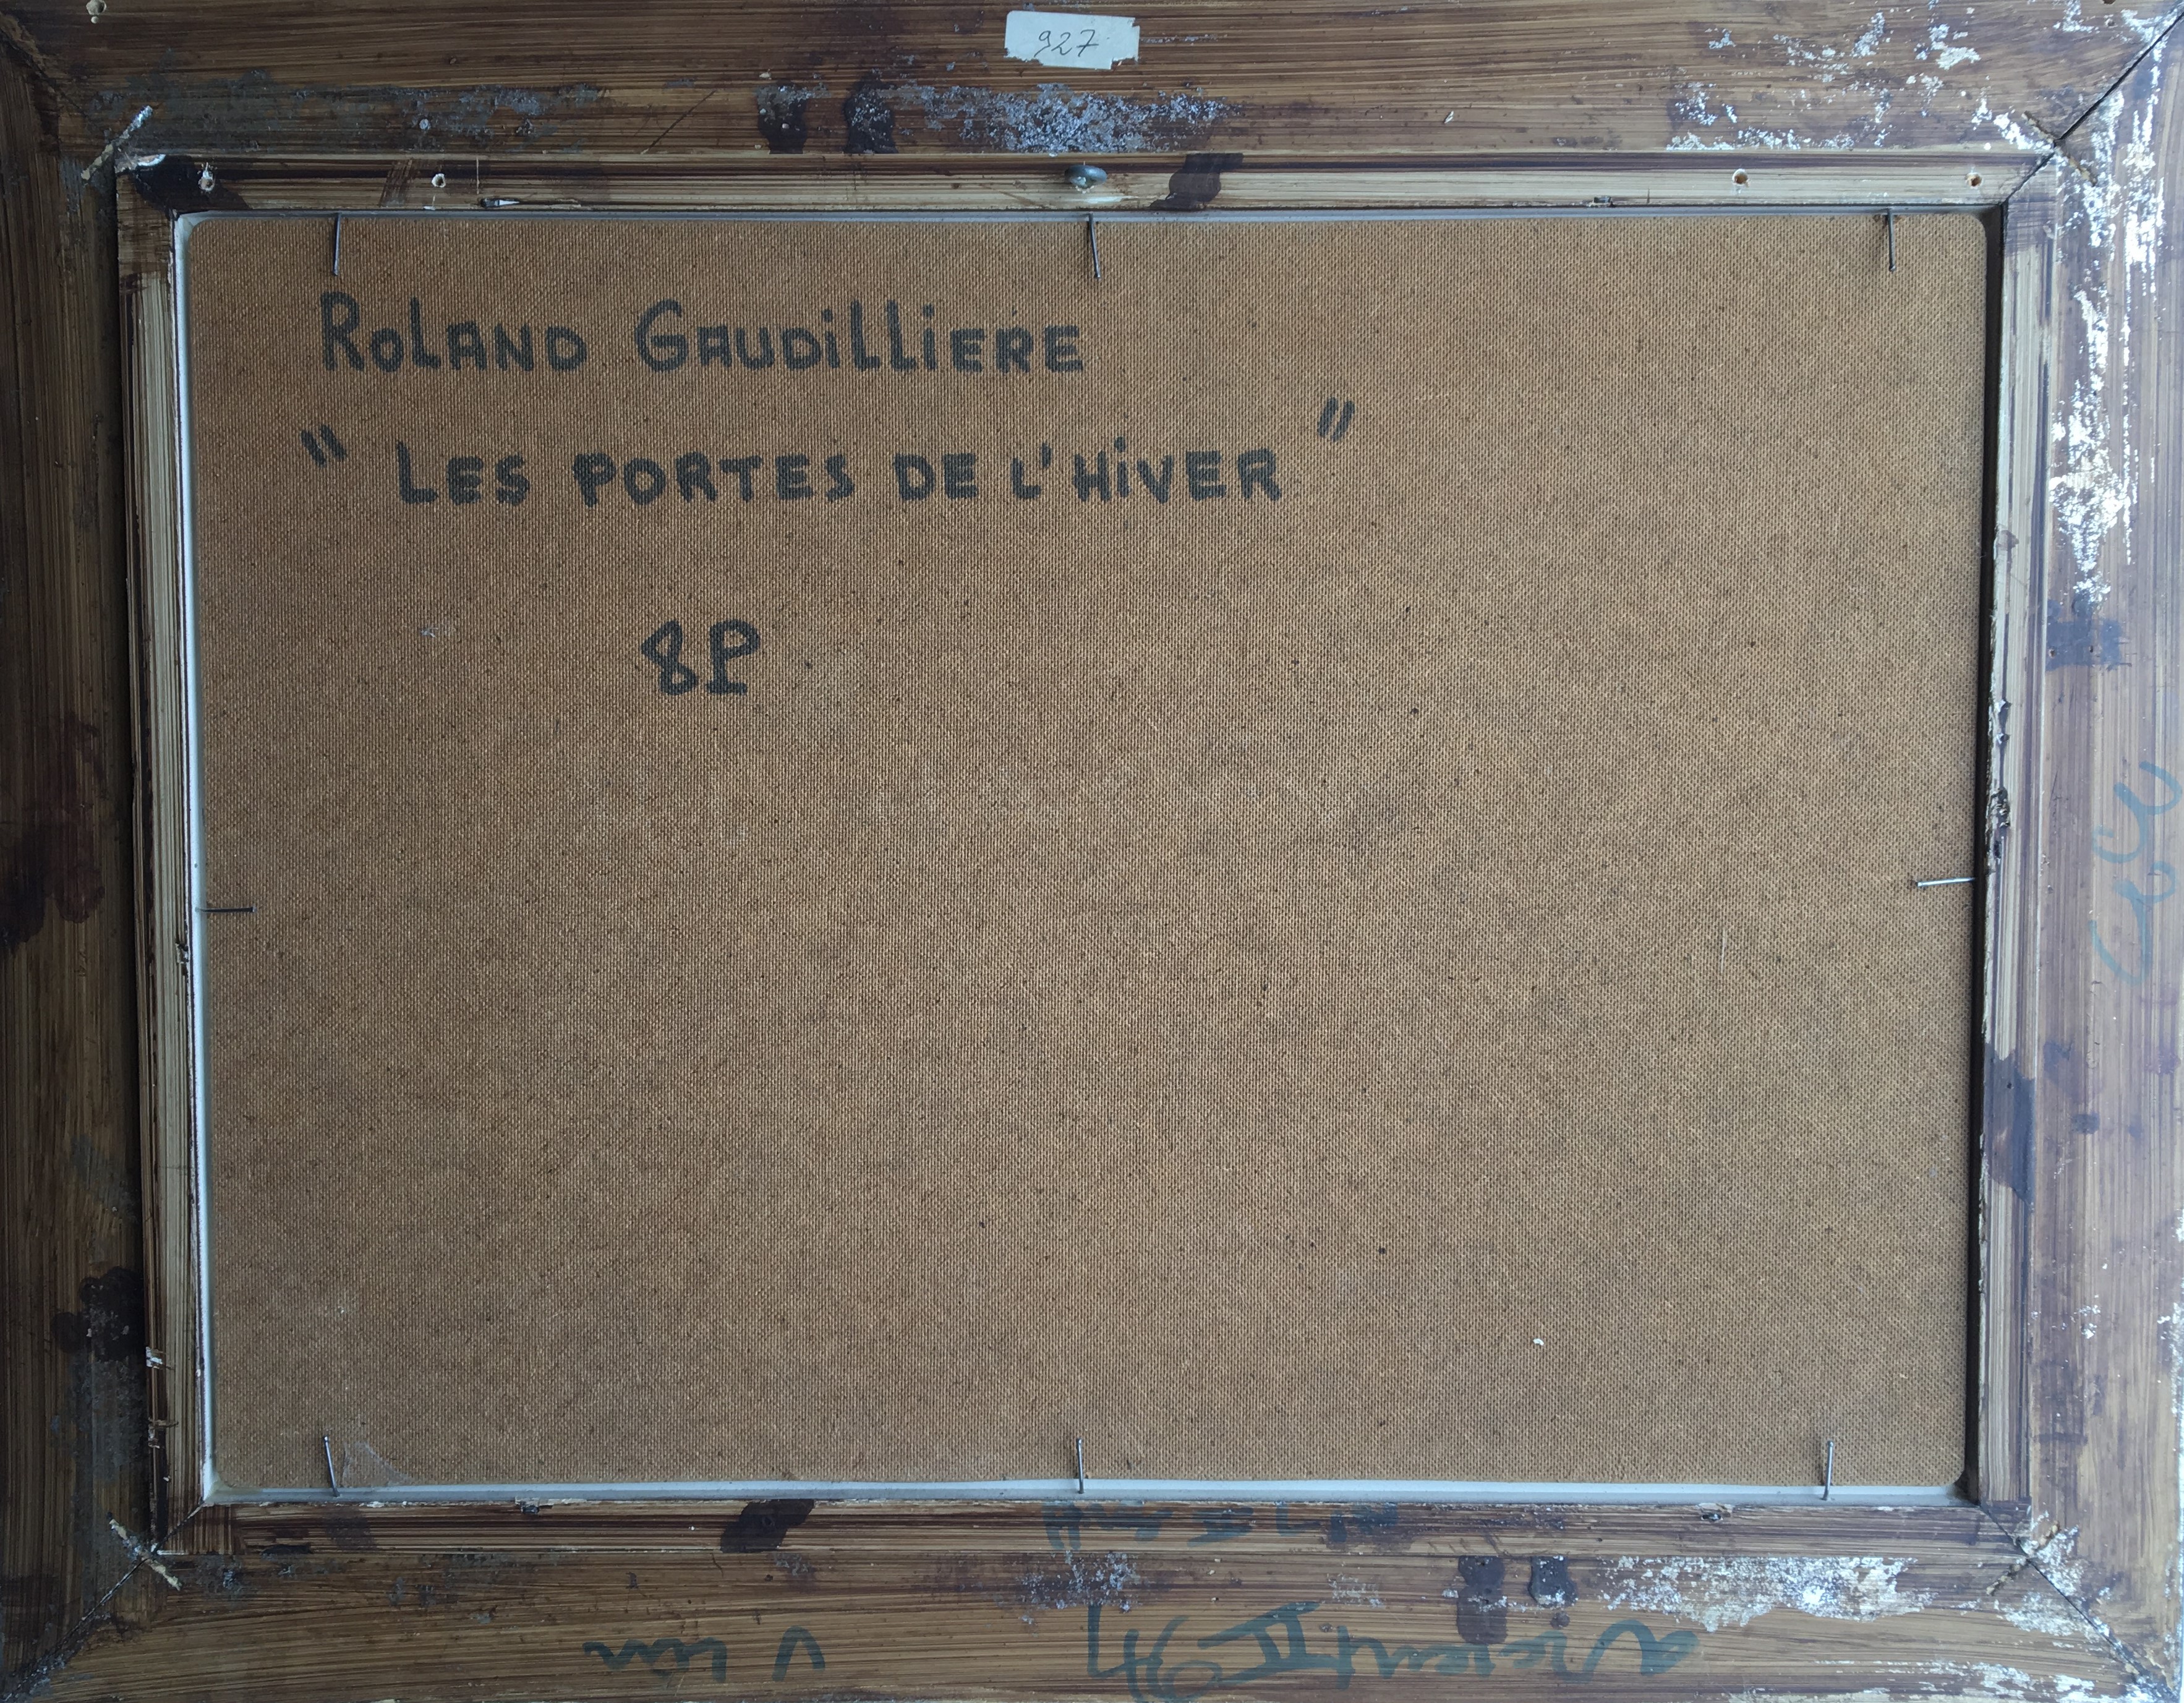 927
ROLAND GAUDILLIERE
" LES PORTES DE L'HIVER "
8P